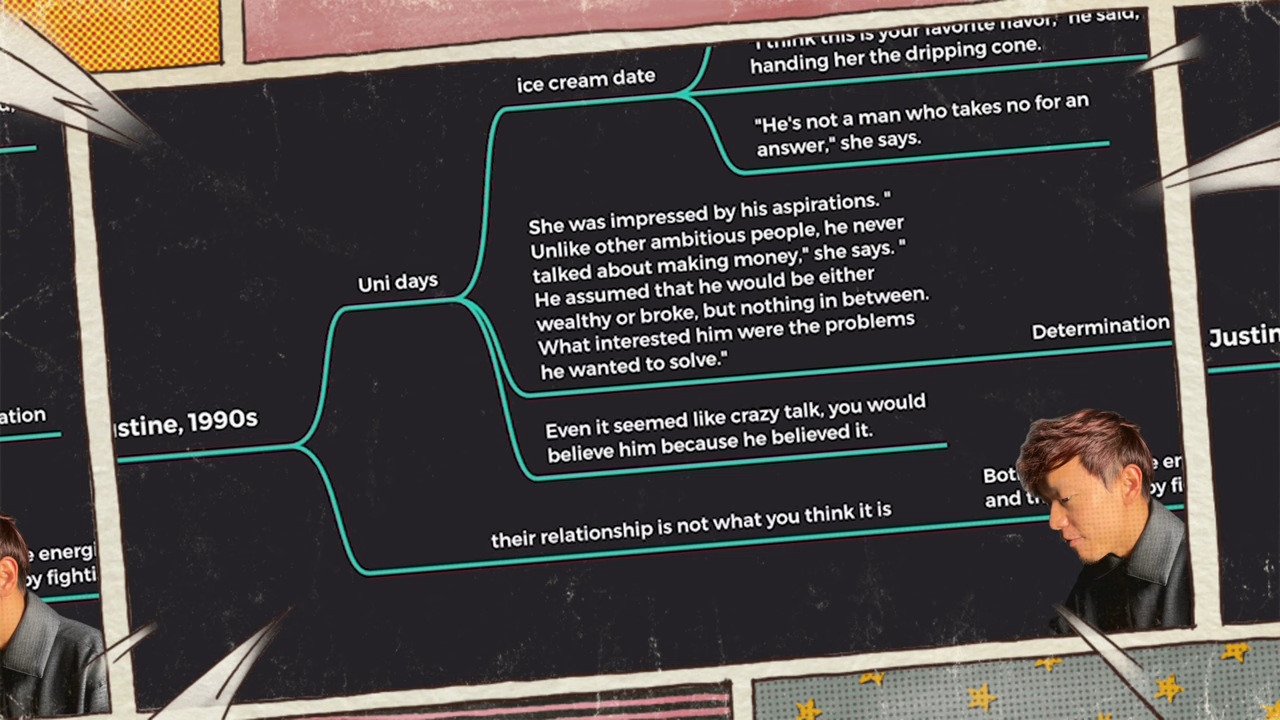 ice cream date
"I think this is your favorite flavor," he said,
handing her the dripping cone.
"He's not a man who takes no for an
answer," she says.
Uni days
She was impressed by his aspirations. "
Unlike other ambitious people, he never
talked about making money," she says. "
He assumed that he would be either
wealthy or broke, but nothing in between.
What interested him were the problems
he wanted to solve."
Determination
Even it seemed like crazy talk, you would
believe him because he believed it.
stine, 1990s
their relationship is not what you think it is
and
Justin
ation
e energi
by fighti